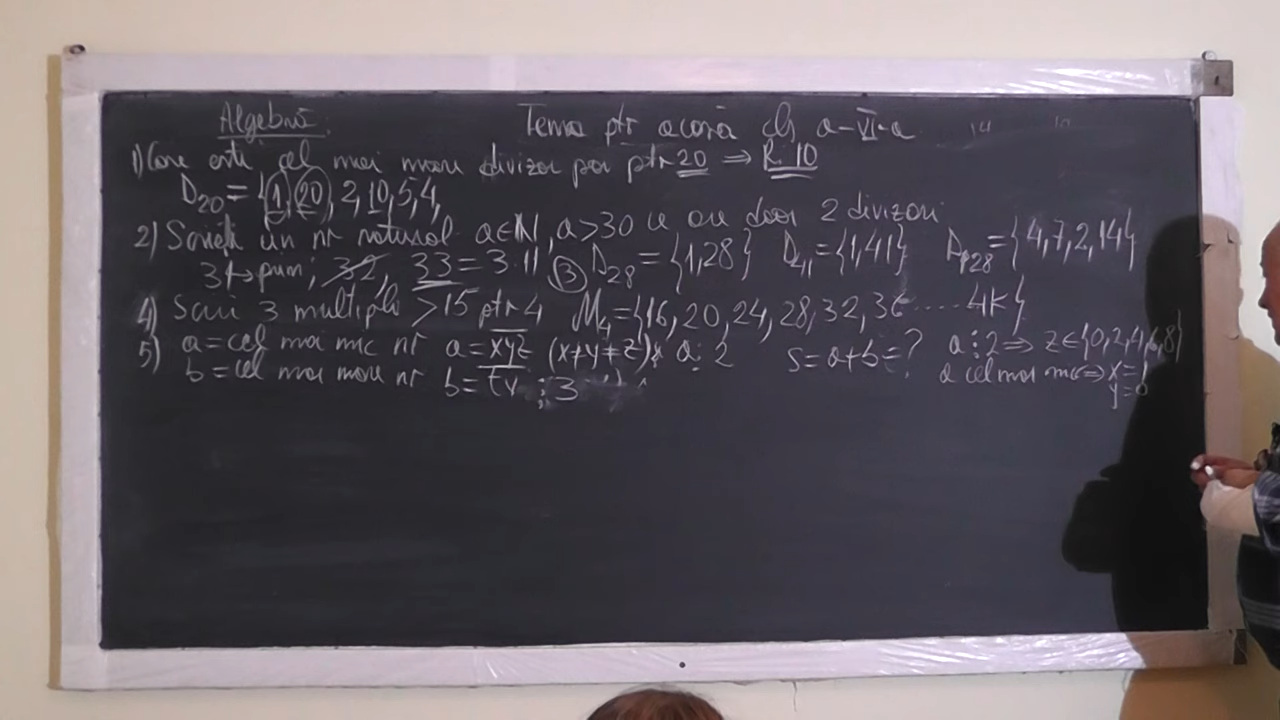 Algebră. Tema ptr acasă cls a-VI-a
1) Care este cel mai mare divizor par ptr 20 ⇒ R. 10
D20 = {1, 20, 2, 10, 5, 4,
2) Scrieți un nr natural a∈N, a>30 ce are doar 2 divizori
31→prim; 32, 33=3·11 3) D28={1,28} D41={1,41} Dp28={4,7,2,14}
4) Scrii 3 multipli >15 ptr 4 M4={16,20,24,28,32,36.....4K}
5) a=cel mai mic nr a=xyz (x≠y≠z) a⋮2 S=a+b=? a⋮2⇒z∈{0,2,4,6,8}
b=cel mai mare nr b= ⋮3 a cel mai mic⇒x=1
y=0